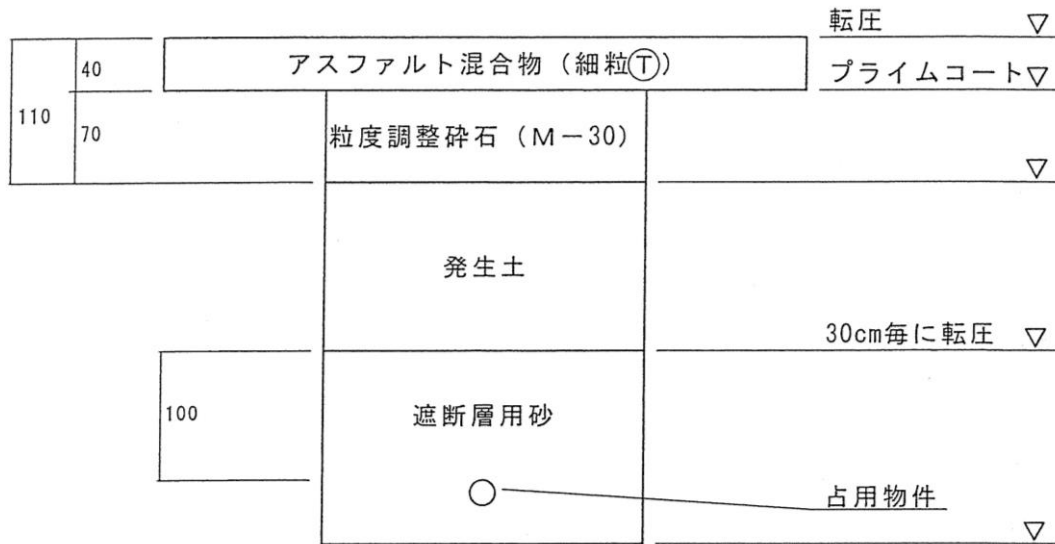 転圧 ▽
40
アスファルト混合物（細粒Ⓣ）
プライムコート▽
110
70
粒度調整砕石（M－30）
▽
発生土
30cm毎に転圧 ▽
100
遮断層用砂
占用物件
▽